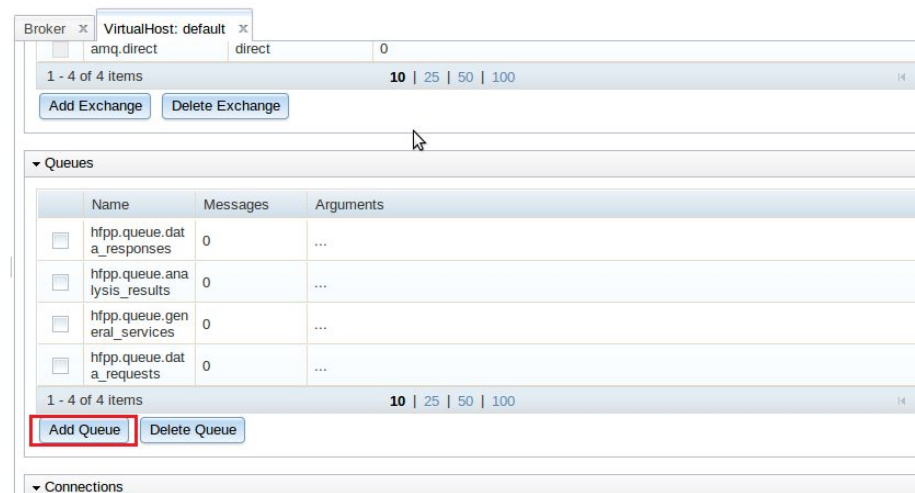 Broker x VirtualHost: default x
amq.direct direct 0
1 - 4 of 4 items 10 | 25 | 50 | 100
Add Exchange Delete Exchange
Queues
Name Messages Arguments
hfpp.queue.dat
a_responses 0 ...
hfpp.queue.ana
lysis_results 0 ...
hfpp.queue.gen
eral_services 0 ...
hfpp.queue.dat
a_requests 0 ...
1 - 4 of 4 items 10 | 25 | 50 | 100
Add Queue Delete Queue
Connections